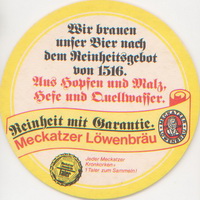 Wir brauen
unser Bier nach
dem Reinheitsgebot
von 1516.
Aus Hopfen und Malz,
Hefe und Quellwasser.
Reinheit mit Garantie.
Meckatzer Löwenbräu
Jeder Meckatzer
Kronkorken:
1 Taler zum Sammeln!